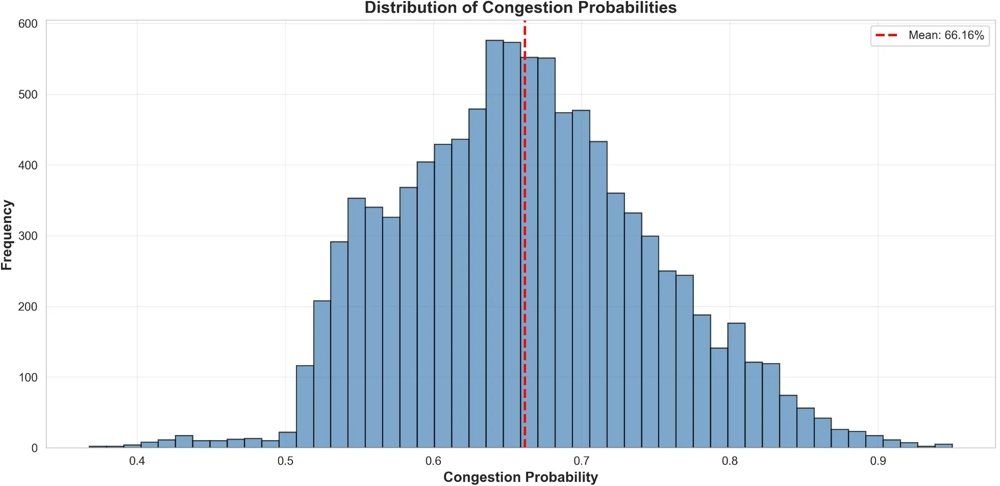 Distribution of Congestion Probabilities
Mean: 66.16%
Frequency
600
500
400
300
200
100
0
0.4 0.5 0.6 0.7 0.8 0.9
Congestion Probability